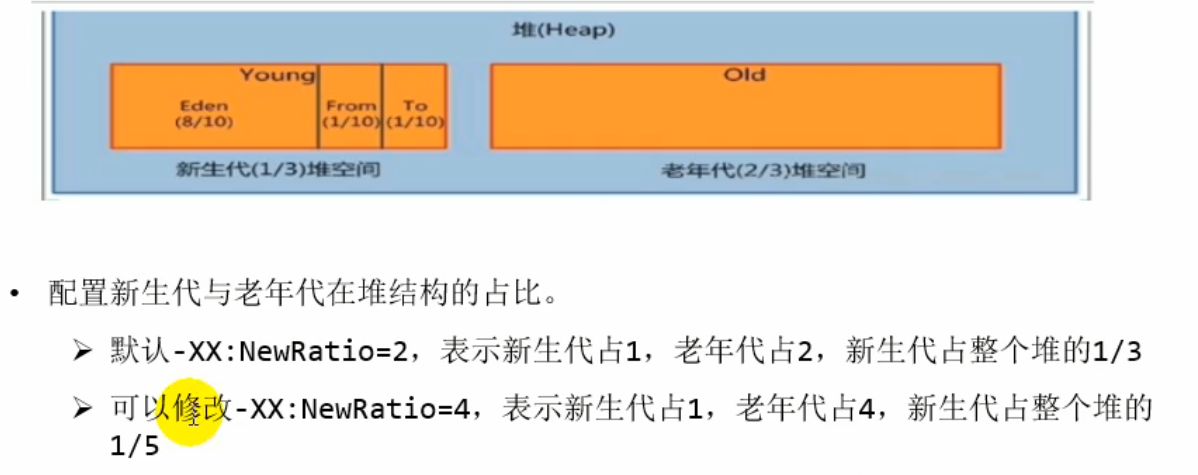 堆(Heap)
Young
Old
Eden
(8/10)
From
(1/10)
To
(1/10)
新生代(1/3)堆空间
老年代(2/3)堆空间
• 配置新生代与老年代在堆结构的占比。
➢ 默认-XX:NewRatio=2，表示新生代占1，老年代占2，新生代占整个堆的1/3
➢ 可以修改-XX:NewRatio=4，表示新生代占1，老年代占4，新生代占整个堆的
1/5